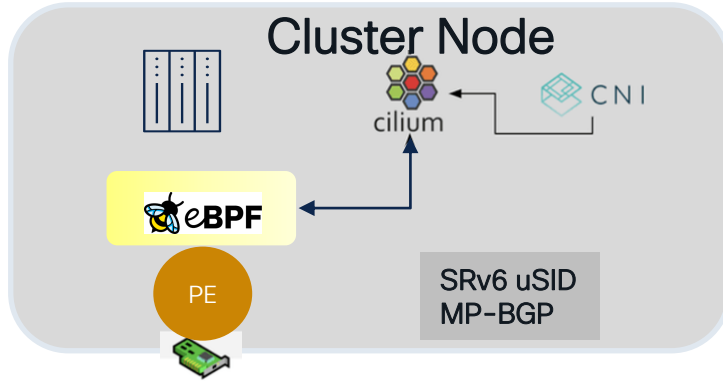 Cluster Node
cilium
CNI
eBPF
PE
SRv6 uSID
MP-BGP